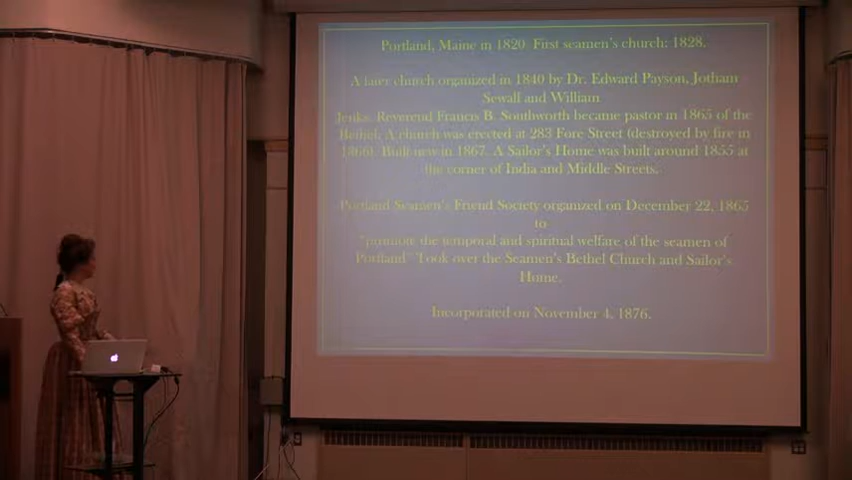 Portland, Maine in 1820. First seamen's church: 1828.
A later church organized in 1840 by Dr. Edward Payson, Jotham
Sewall and William
Jenks. Reverend Francis B. Southworth became pastor in 1865 of the
Bethel. A church was erected at 283 Fore Street (destroyed by fire in
1866). Built new in 1867. A Sailor's Home was built around 1855 at
the corner of India and Middle Streets.
Portland Seamen's Friend Society organized on December 22, 1865
to
"promote the temporal and spiritual welfare of the seamen of
Portland" Took over the Seamen's Bethel Church and Sailor's
Home.
Incorporated on November 4, 1876.